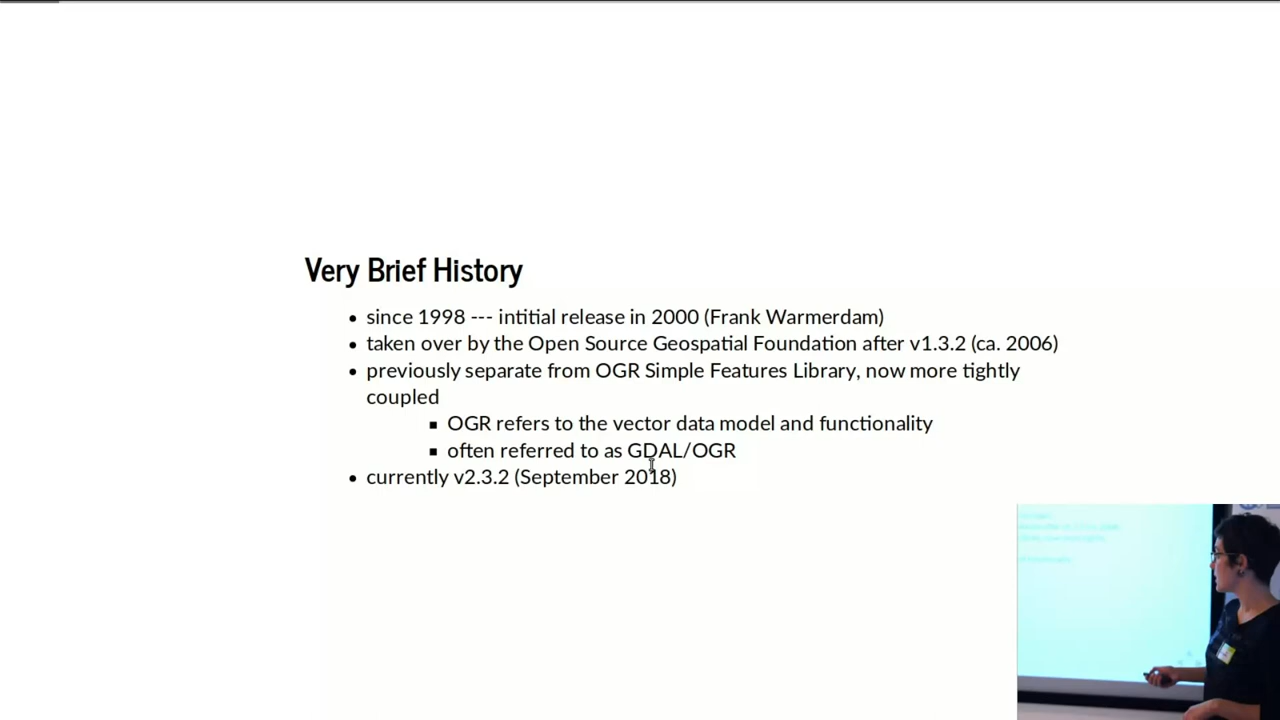 Very Brief History
• since 1998 --- intitial release in 2000 (Frank Warmerdam)
• taken over by the Open Source Geospatial Foundation after v1.3.2 (ca. 2006)
• previously separate from OGR Simple Features Library, now more tightly
coupled
▪ OGR refers to the vector data model and functionality
▪ often referred to as GDAL/OGR
• currently v2.3.2 (September 2018)